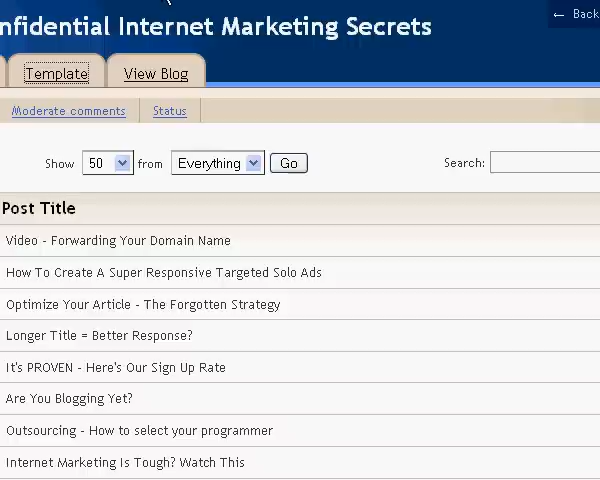 ← Back
nfidential Internet Marketing Secrets
Template View Blog
Moderate comments Status
Show 50 from Everything Go Search:
Post Title
Video - Forwarding Your Domain Name
How To Create A Super Responsive Targeted Solo Ads
Optimize Your Article - The Forgotten Strategy
Longer Title = Better Response?
It's PROVEN - Here's Our Sign Up Rate
Are You Blogging Yet?
Outsourcing - How to select your programmer
Internet Marketing Is Tough? Watch This